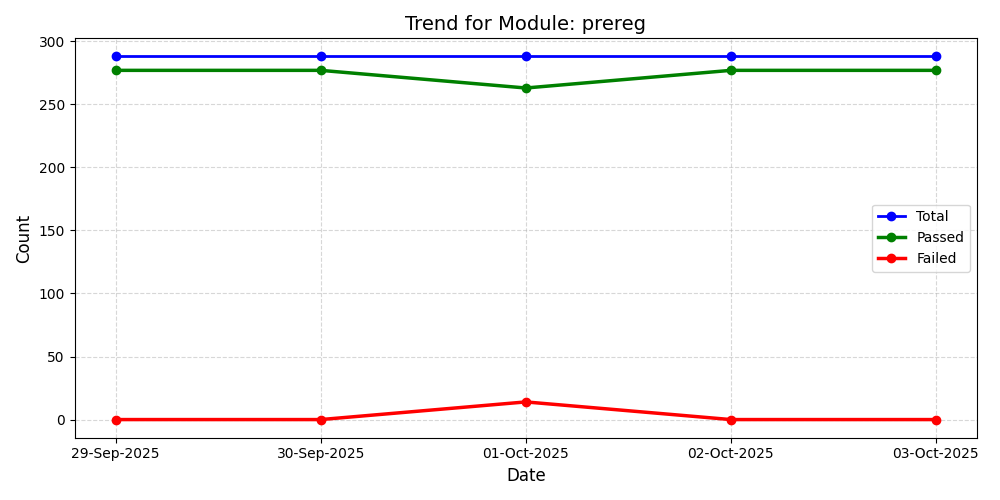 Trend for Module: prereg
300
250
200
150
100
50
0
Count
Total
Passed
Failed
29-Sep-2025
30-Sep-2025
01-Oct-2025
02-Oct-2025
03-Oct-2025
Date